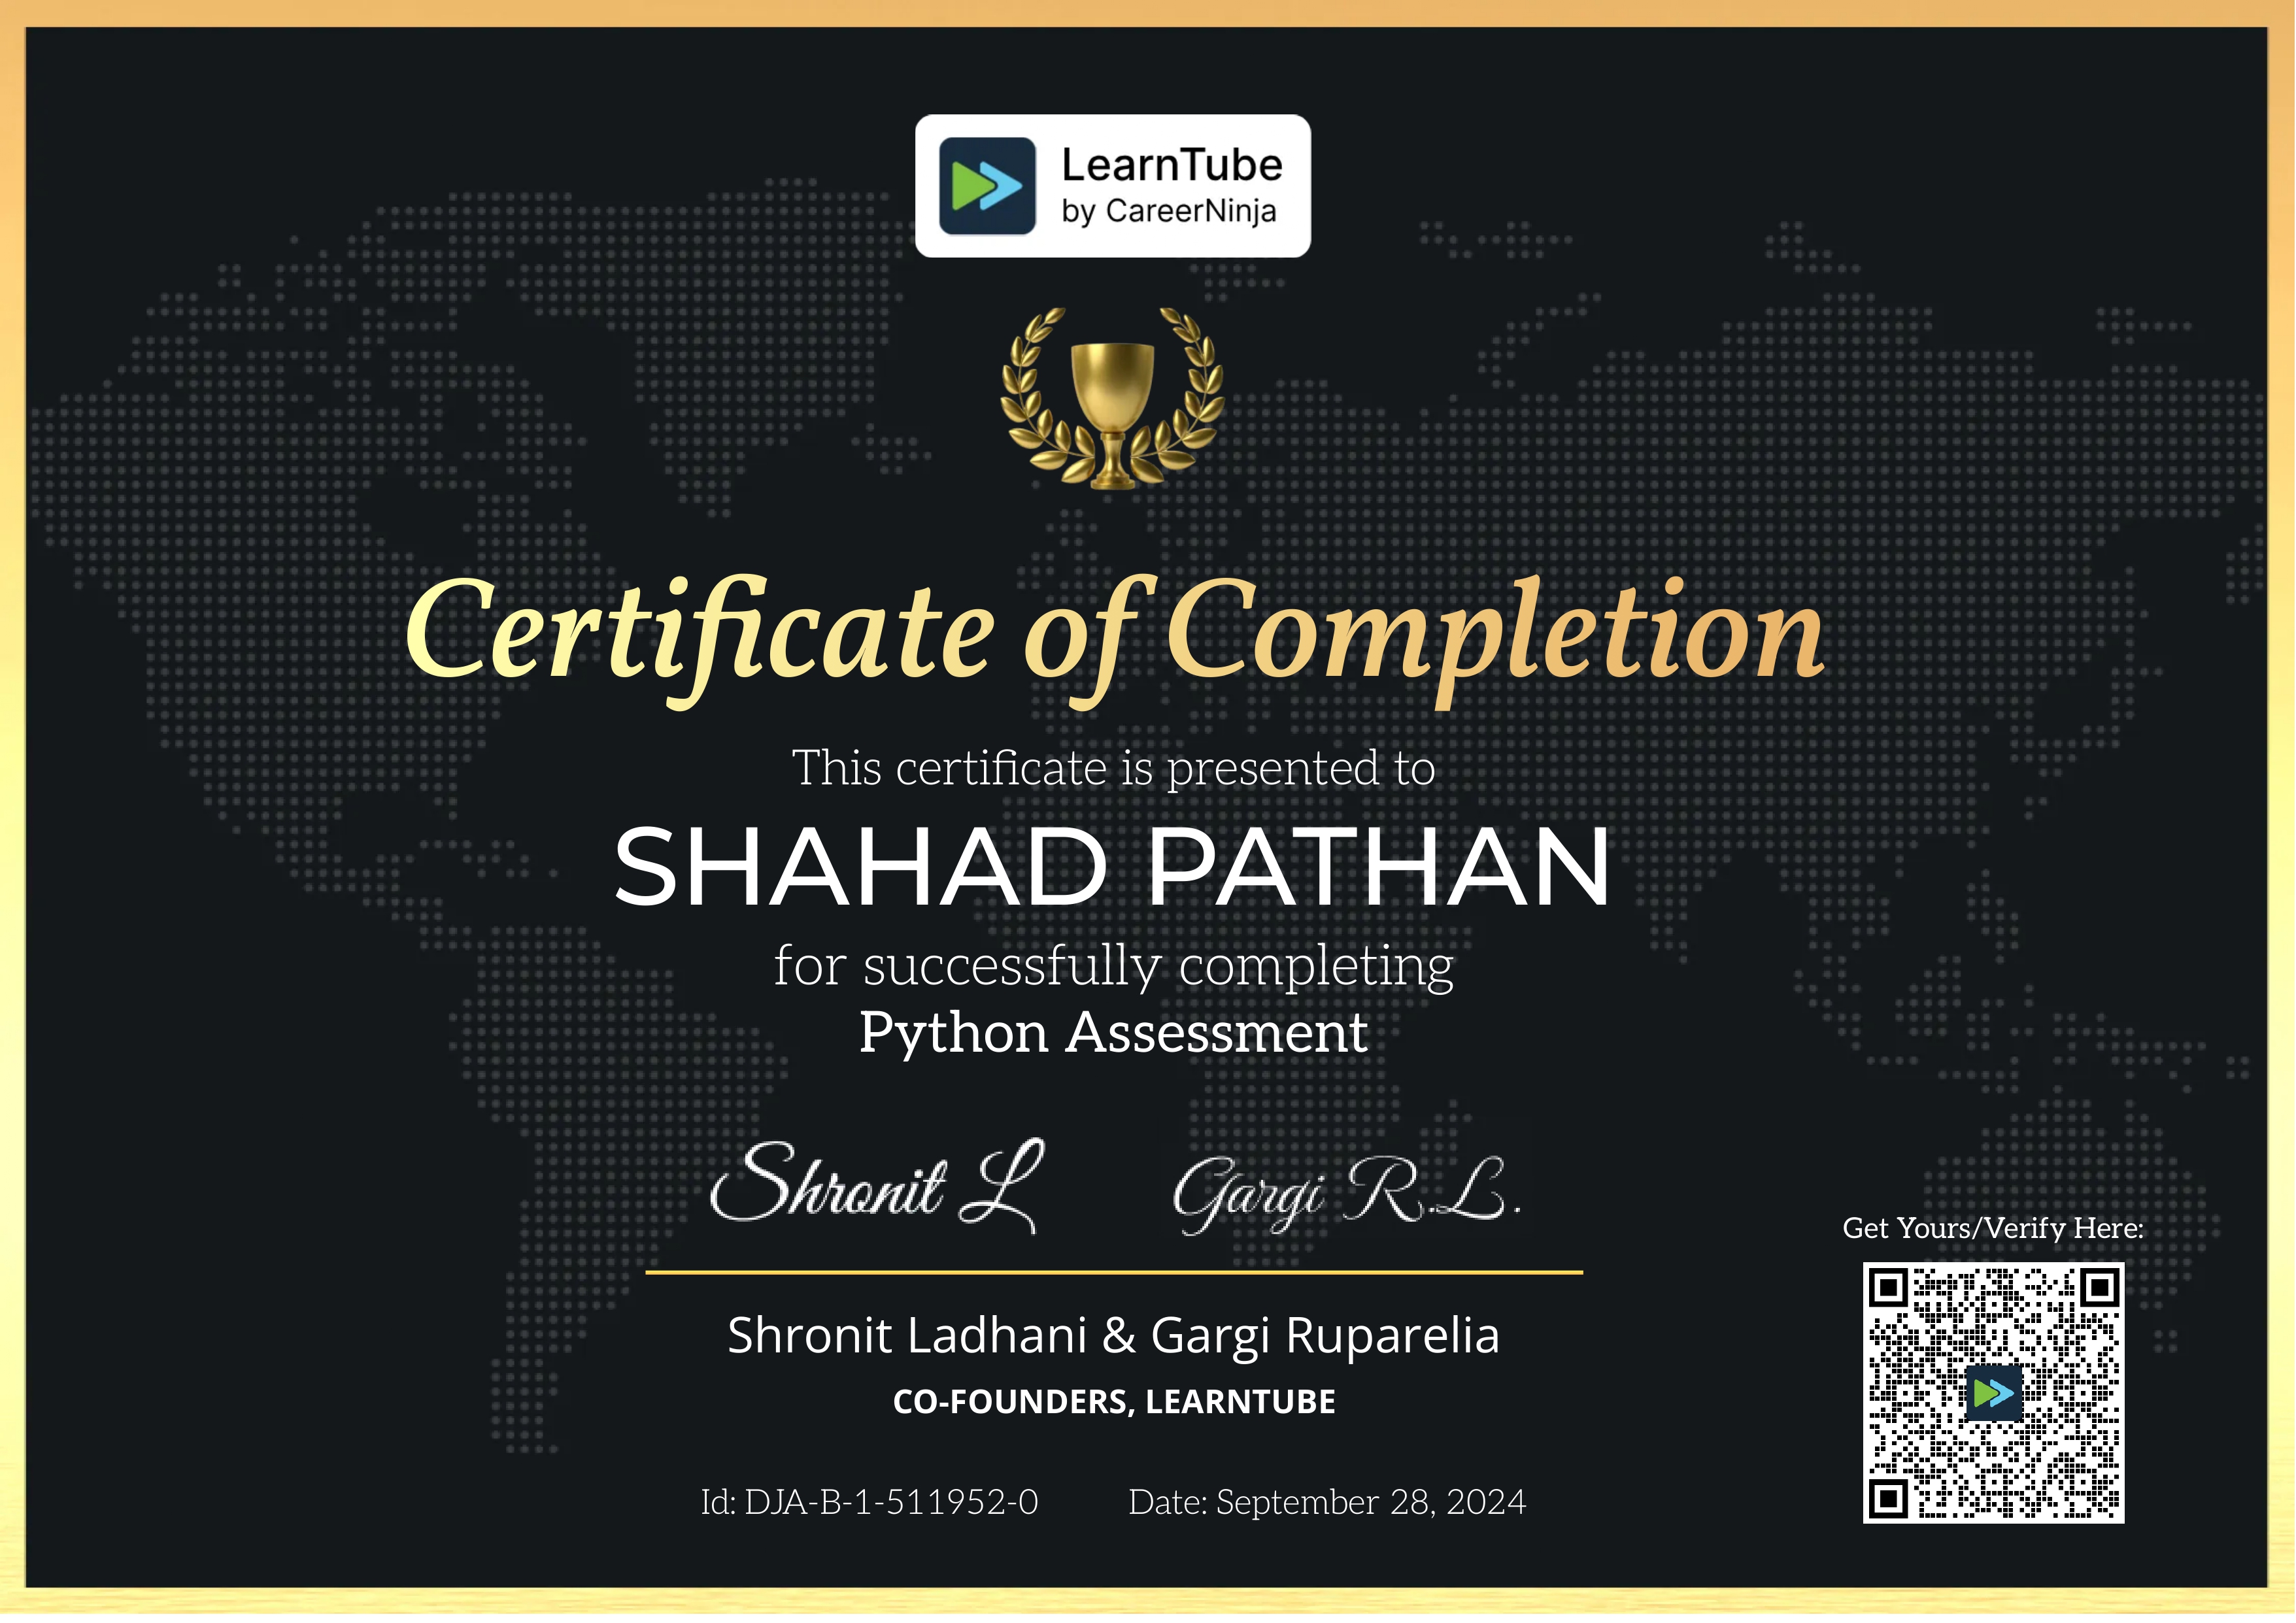 LearnTube
by CareerNinja
Certificate of Completion
This certificate is presented to
SHAHAD PATHAN
for successfully completing
Python Assessment
Shronit L
Gargi R.L.
Get Yours/Verify Here:
Shronit Ladhani & Gargi Ruparelia
CO-FOUNDERS, LEARNTUBE
Id: DJA-B-1-511952-0
Date: September 28, 2024